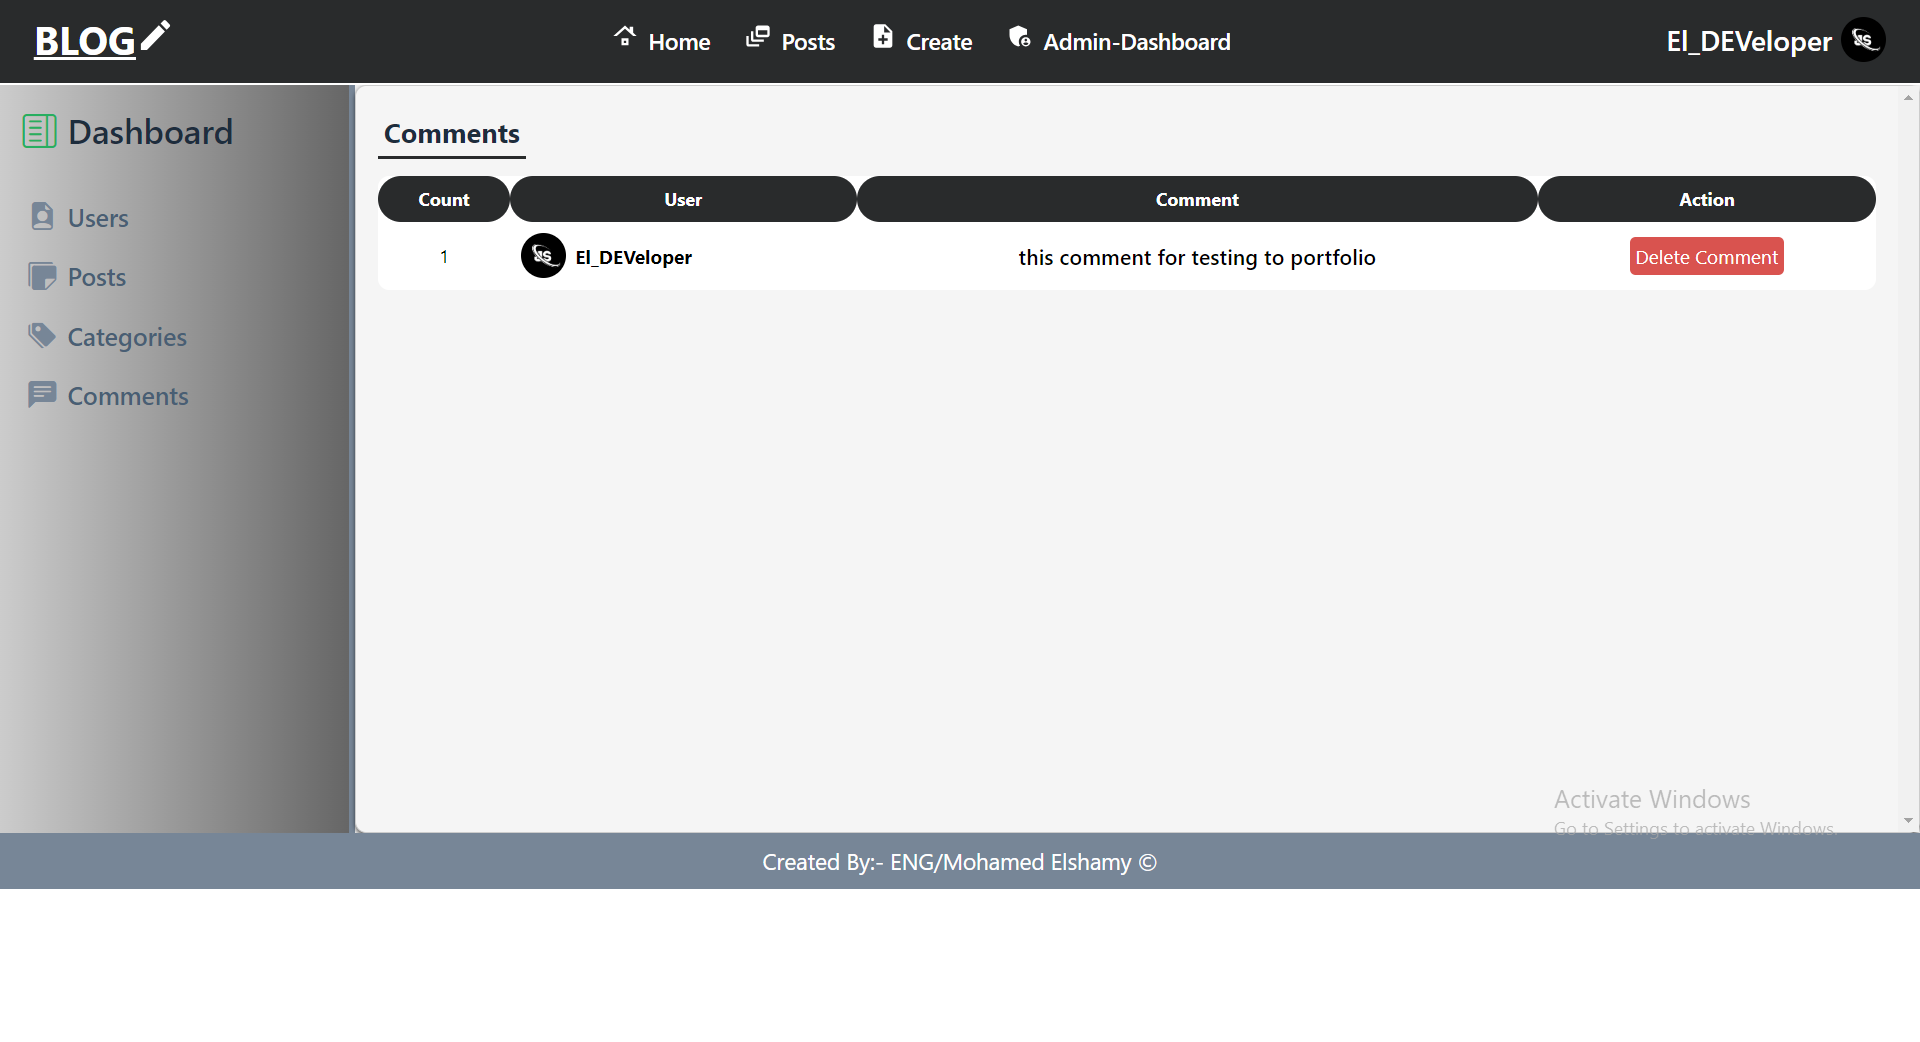 BLOG
Home Posts Create Admin-Dashboard
El_DEVeloper
Dashboard
Users
Posts
Categories
Comments
Comments
Count User Comment Action
1 El_DEVeloper this comment for testing to portfolio Delete Comment
Activate Windows
Go to Settings to activate Windows.
Created By:- ENG/Mohamed Elshamy ©